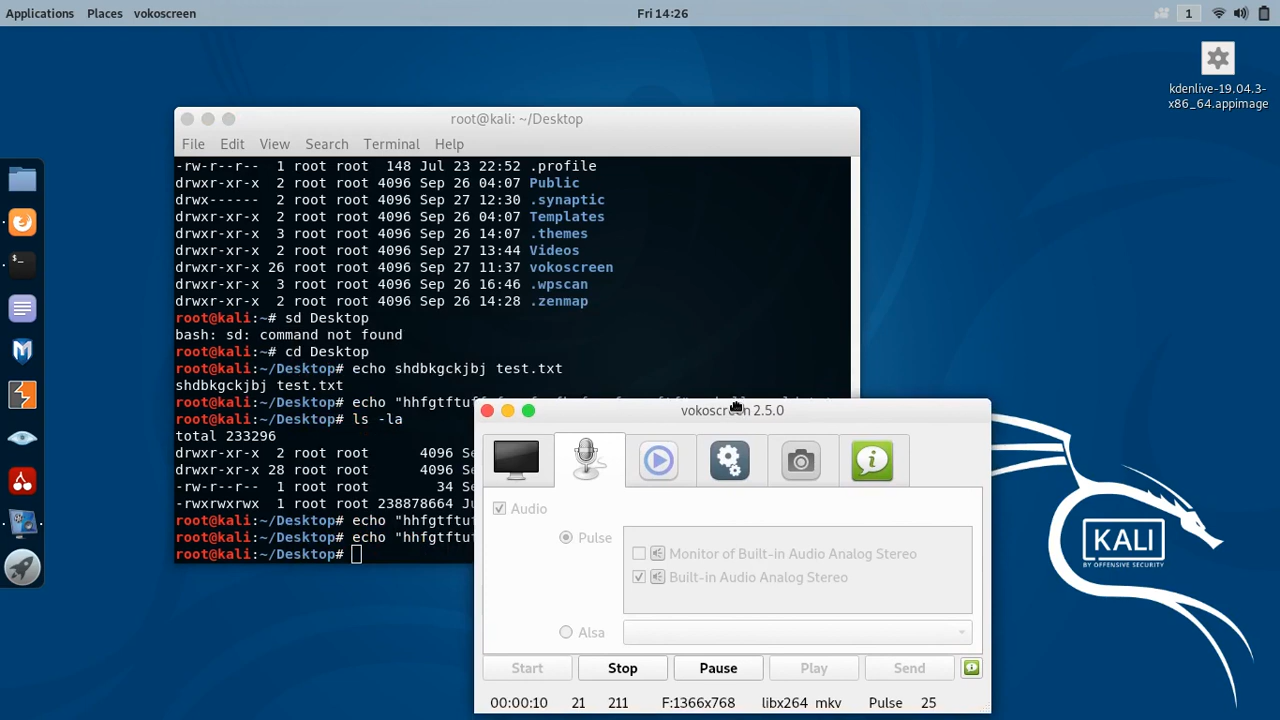 Applications Places vokoscreen Fri 14:26 1
kdenlive-19.04.3-
x86_64.appimage
root@kali: ~/Desktop
File Edit View Search Terminal Help
-rw-r--r-- 1 root root 148 Jul 23 22:52 .profile
drwxr-xr-x 2 root root 4096 Sep 26 04:07 Public
drwx------ 2 root root 4096 Sep 27 12:30 .synaptic
drwxr-xr-x 2 root root 4096 Sep 26 04:07 Templates
drwxr-xr-x 3 root root 4096 Sep 26 14:07 .themes
drwxr-xr-x 2 root root 4096 Sep 27 13:44 Videos
drwxr-xr-x 26 root root 4096 Sep 27 11:37 vokoscreen
drwxr-xr-x 3 root root 4096 Sep 26 16:46 .wpscan
drwxr-xr-x 2 root root 4096 Sep 26 14:28 .zenmap
root@kali:~# sd Desktop
bash: sd: command not found
root@kali:~# cd Desktop
root@kali:~/Desktop# echo shdbkgckjbj test.txt
shdbkgckjbj test.txt
root@kali:~/Desktop# echo
root@kali:~/Desktop# ls -la
total 233296
drwxr-xr-x 2 root root 4096
drwxr-xr-x 28 root root 4096
-rw-r--r-- 1 root root 34
-rwxrwxrwx 1 root root 238878664
root@kali:~/Desktop# echo "hhfgtftu
root@kali:~/Desktop# echo "hhfgtftu
root@kali:~/Desktop#
vokoscreen 2.5.0
Audio
Pulse
Monitor of Built-in Audio Analog Stereo
Built-in Audio Analog Stereo
Alsa
Start Stop Pause Play Send
00:00:10 21 211 F:1366x768 libx264 mkv Pulse 25
KALI
BY OFFENSIVE SECURITY